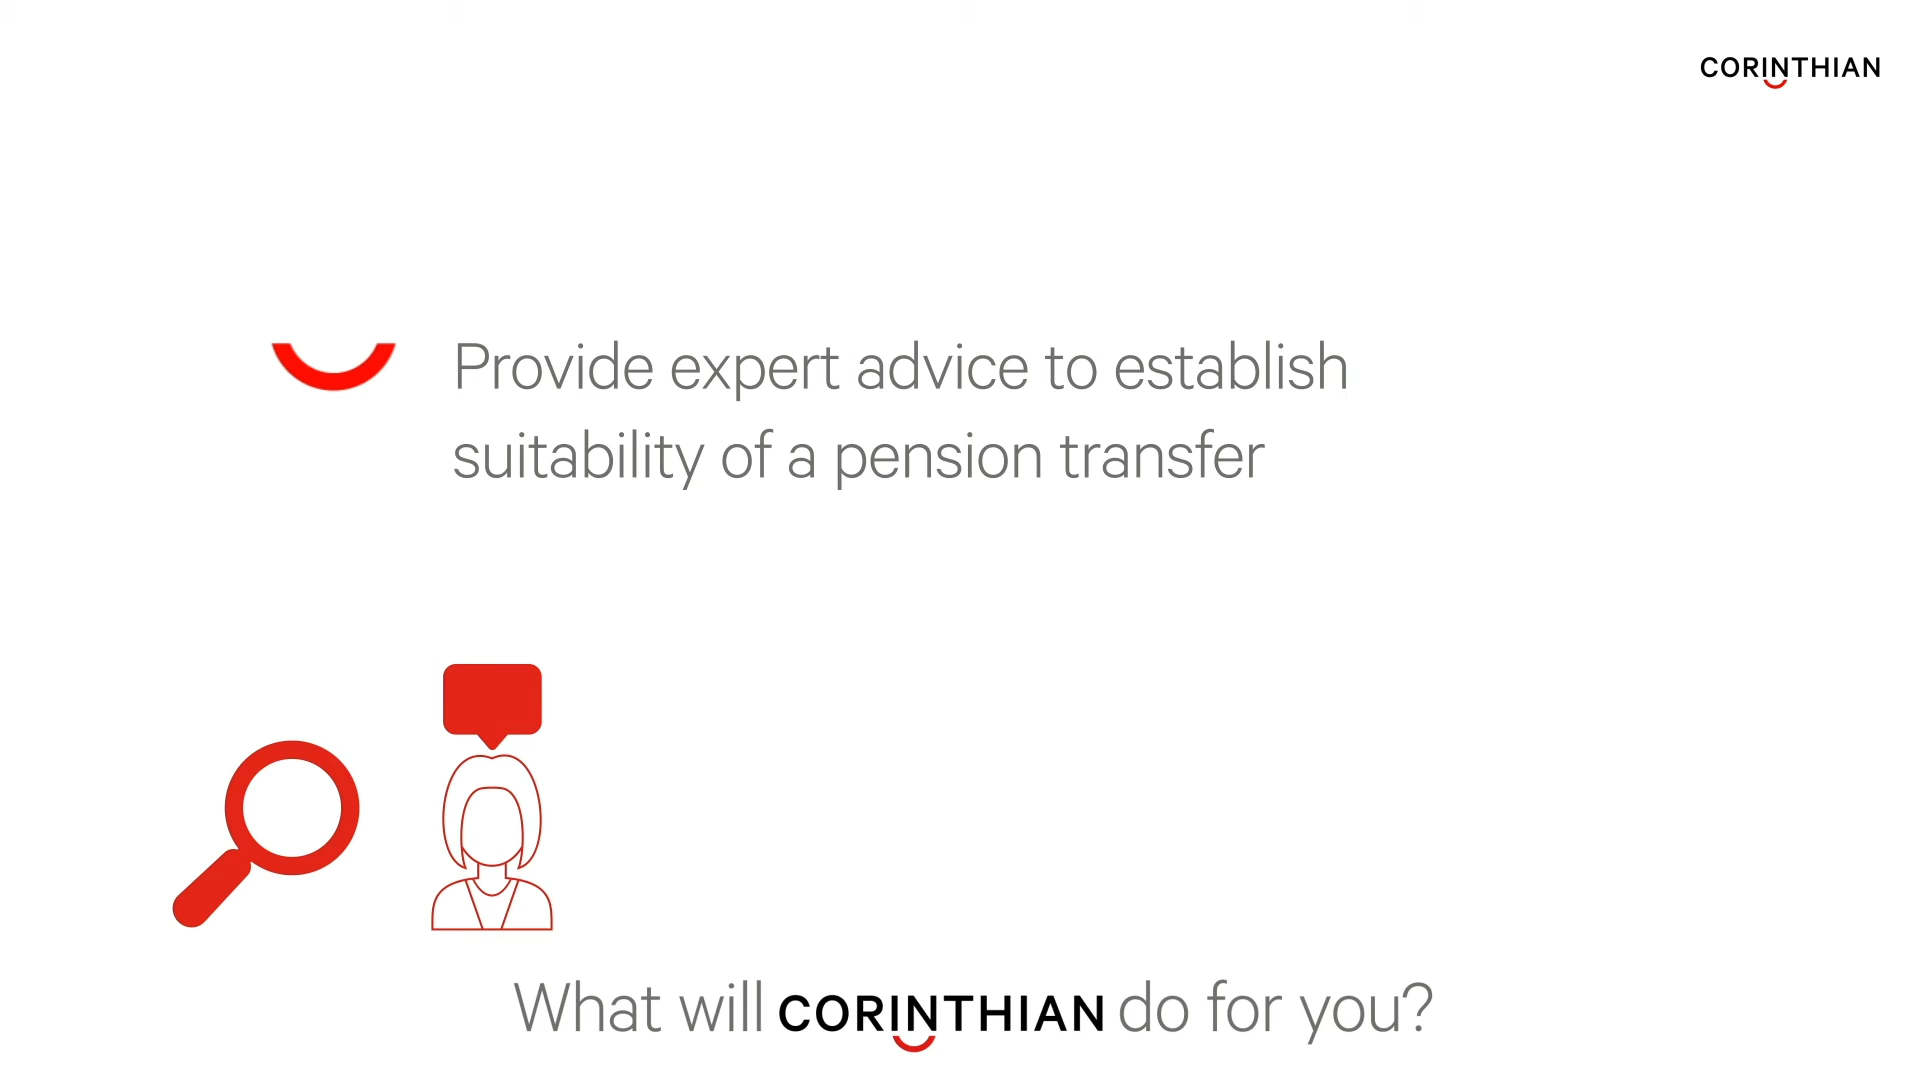 CORINTHIAN
Provide expert advice to establish
suitability of a pension transfer
What will CORINTHIAN do for you?